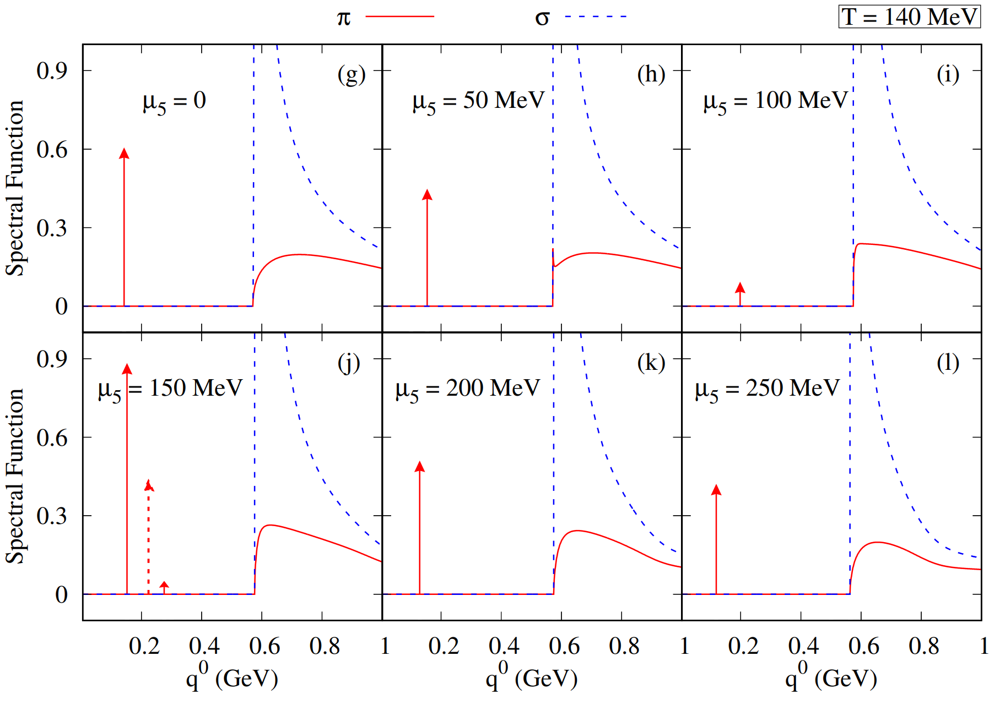 π σ T = 140 MeV
Spectral Function
0.9
0.6
0.3
0
(g)
μ5 = 0
(h)
μ5 = 50 MeV
(i)
μ5 = 100 MeV
Spectral Function
0.9
0.6
0.3
0
(j)
μ5 = 150 MeV
(k)
μ5 = 200 MeV
(l)
μ5 = 250 MeV
0.2 0.4 0.6 0.8 1 0.2 0.4 0.6 0.8 1 0.2 0.4 0.6 0.8 1
q0 (GeV) q0 (GeV) q0 (GeV)